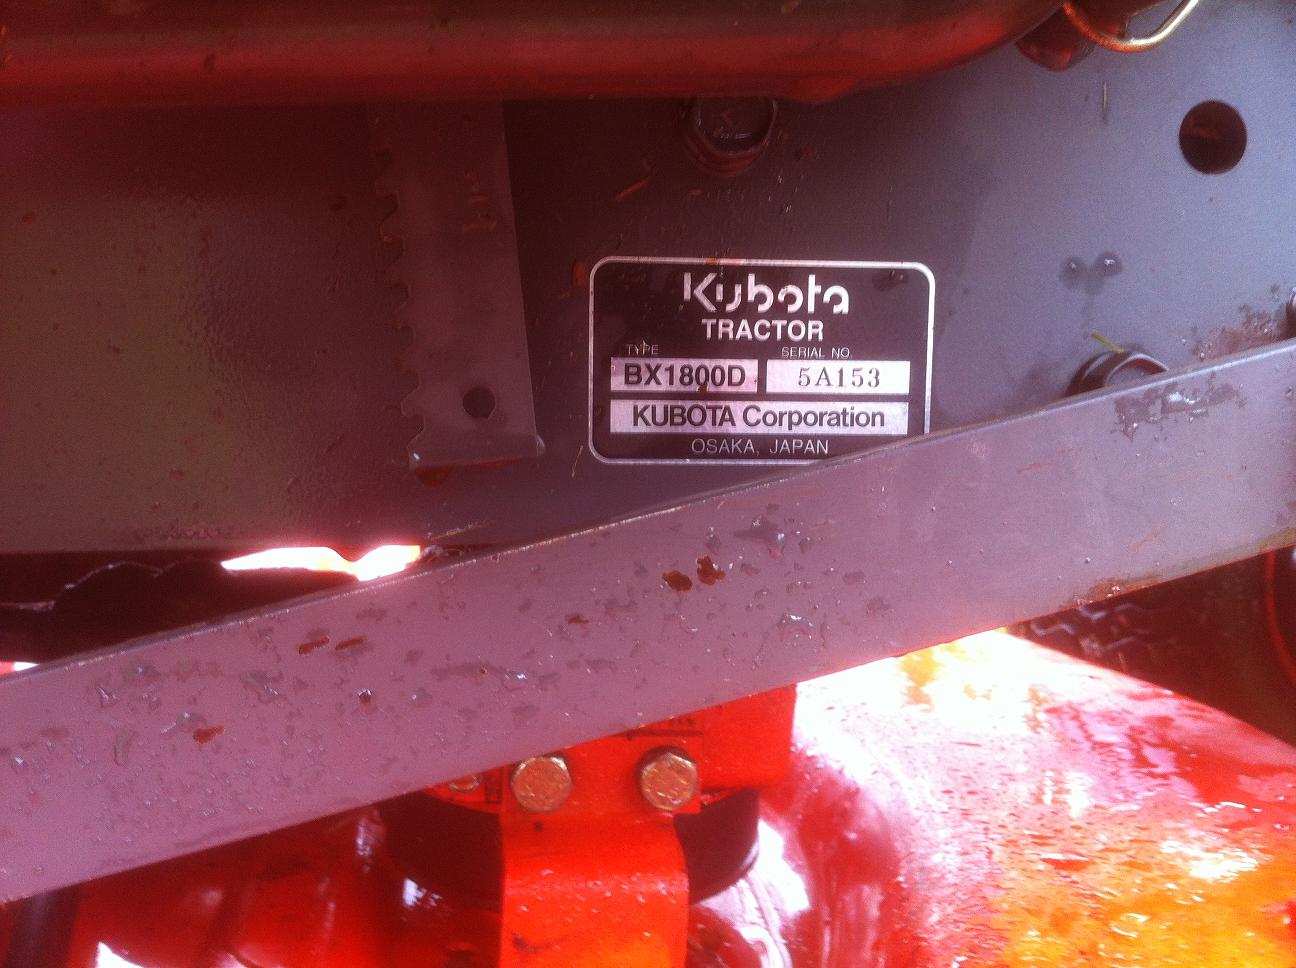 Kubota
TRACTOR
TYPE SERIAL NO.
BX1800D 5A153
KUBOTA Corporation
OSAKA, JAPAN